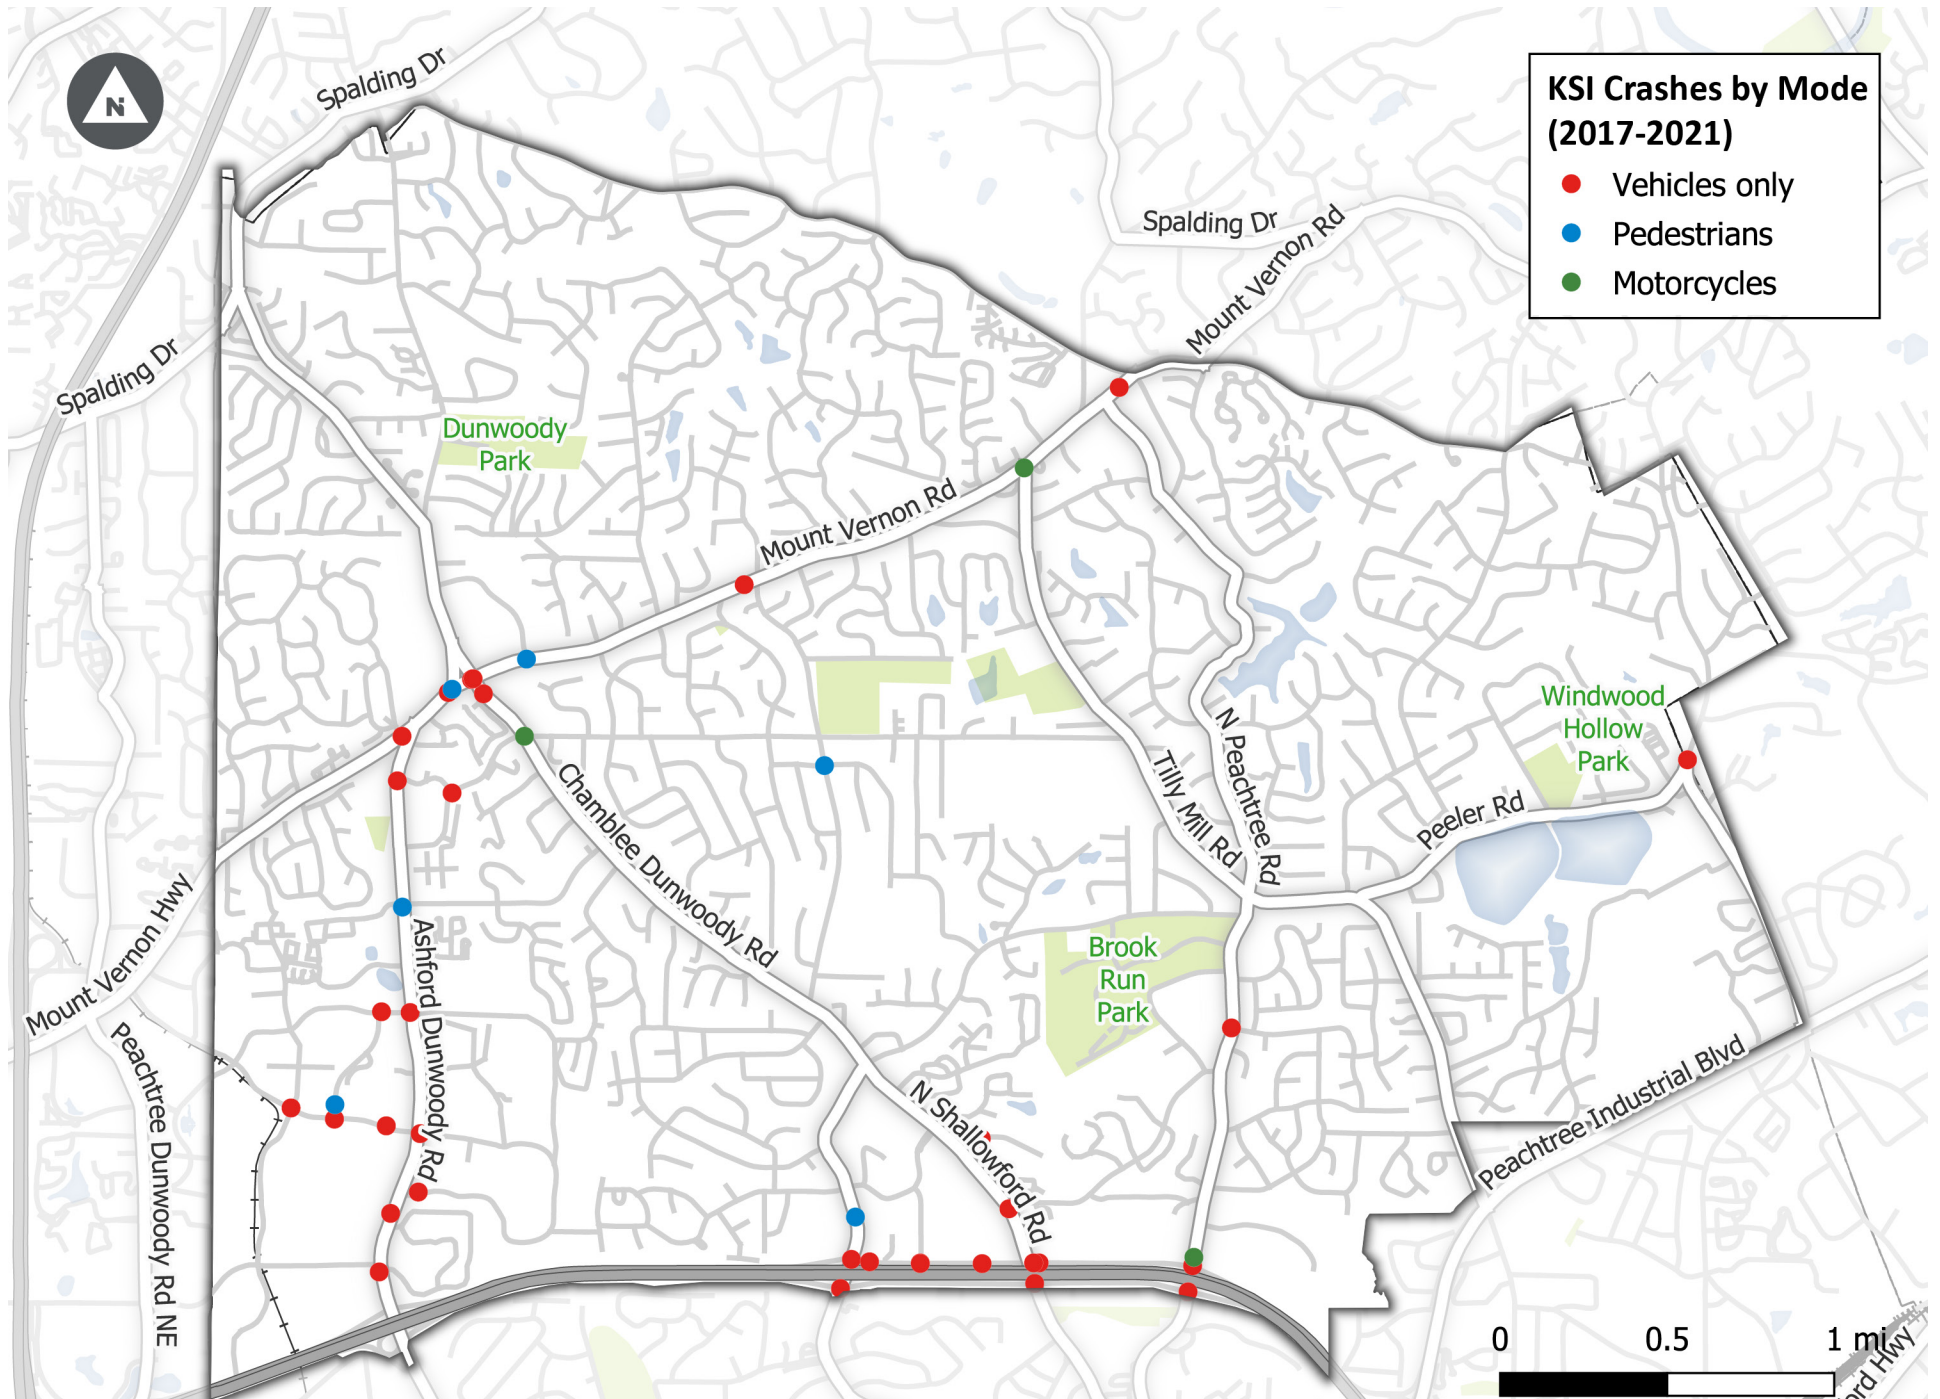 N
Spalding Dr
KSI Crashes by Mode
(2017-2021)
Vehicles only
Pedestrians
Motorcycles
Spalding Dr
Mount Vernon Rd
Spalding Dr
Dunwoody
Park
Mount Vernon Rd
Windwood
Hollow
Park
N Peachtree Rd
Tilly Mill Rd
Peeler Rd
Chamblee Dunwoody Rd
Mount Vernon Hwy
Ashford Dunwoody Rd
Brook
Run
Park
Peachtree Dunwoody Rd NE
N Shallowford Rd
Peachtree Industrial Blvd
0 0.5 1 mi
Hwy